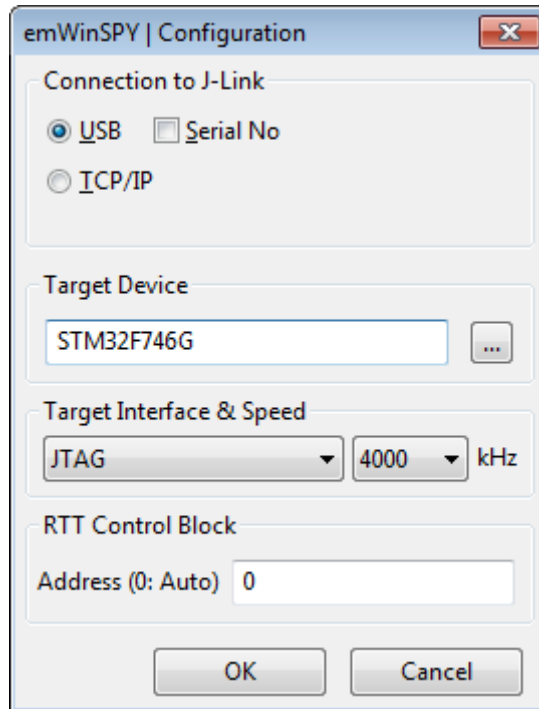 emWinSPY | Configuration
Connection to J-Link
USB Serial No
TCP/IP
Target Device
STM32F746G
...
Target Interface & Speed
JTAG 4000 kHz
RTT Control Block
Address (0: Auto) 0
OK Cancel